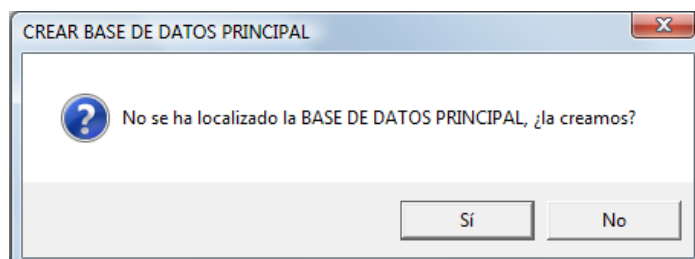 CREAR BASE DE DATOS PRINCIPAL
No se ha localizado la BASE DE DATOS PRINCIPAL, ¿la creamos?
Sí
No